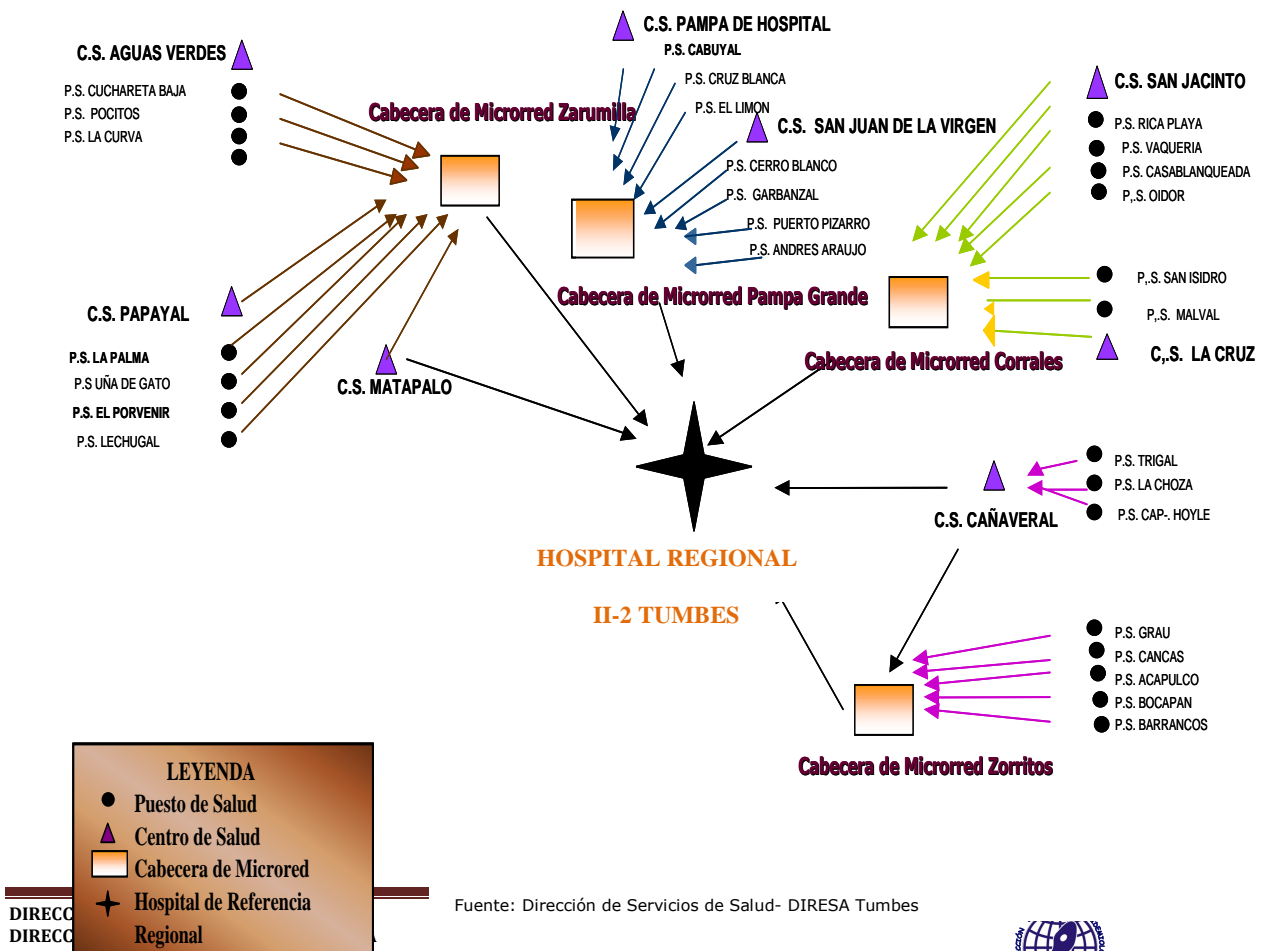 C.S. PAMPA DE HOSPITAL
P.S. CABUYAL
P.S. CRUZ BLANCA
P.S. EL LIMON
C.S. AGUAS VERDES
P.S. CUCHARETA BAJA
P.S. POCITOS
P.S. LA CURVA
Cabecera de Microrred Zarumilla
C.S. SAN JUAN DE LA VIRGEN
P.S. CERRO BLANCO
P.S. GARBANZAL
P.S. PUERTO PIZARRO
P.S. ANDRES ARAUJO
C.S. SAN JACINTO
P.S. RICA PLAYA
P.S. VAQUERIA
P.S. CASABLANQUEADA
P,.S. OIDOR
P,.S. SAN ISIDRO
P,.S. MALVAL
C,.S. LA CRUZ
Cabecera de Microrred Pampa Grande
Cabecera de Microrred Corrales
C.S. PAPAYAL
P.S. LA PALMA
P.S UÑA DE GATO
P.S. EL PORVENIR
P.S. LECHUGAL
C.S. MATAPALO
P.S. TRIGAL
P.S. LA CHOZA
P.S. CAP-. HOYLE
C.S. CAÑAVERAL
HOSPITAL REGIONAL
II-2 TUMBES
P.S. GRAU
P.S. CANCAS
P.S. ACAPULCO
P.S. BOCAPAN
P.S. BARRANCOS
Cabecera de Microrred Zorritos
LEYENDA
Puesto de Salud
Centro de Salud
Cabecera de Microred
Hospital de Referencia
Regional
Fuente: Dirección de Servicios de Salud- DIRESA Tumbes
DIRECC
DIRECC